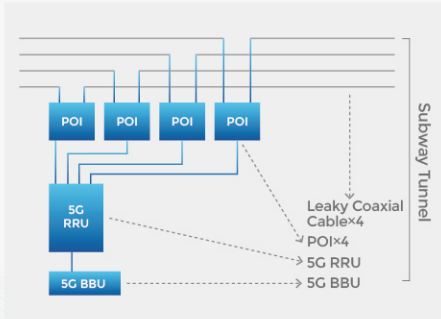 POI
POI
POI
POI
5G
RRU
5G BBU
Leaky Coaxial
Cable×4
POI×4
5G RRU
5G BBU
Subway Tunnel